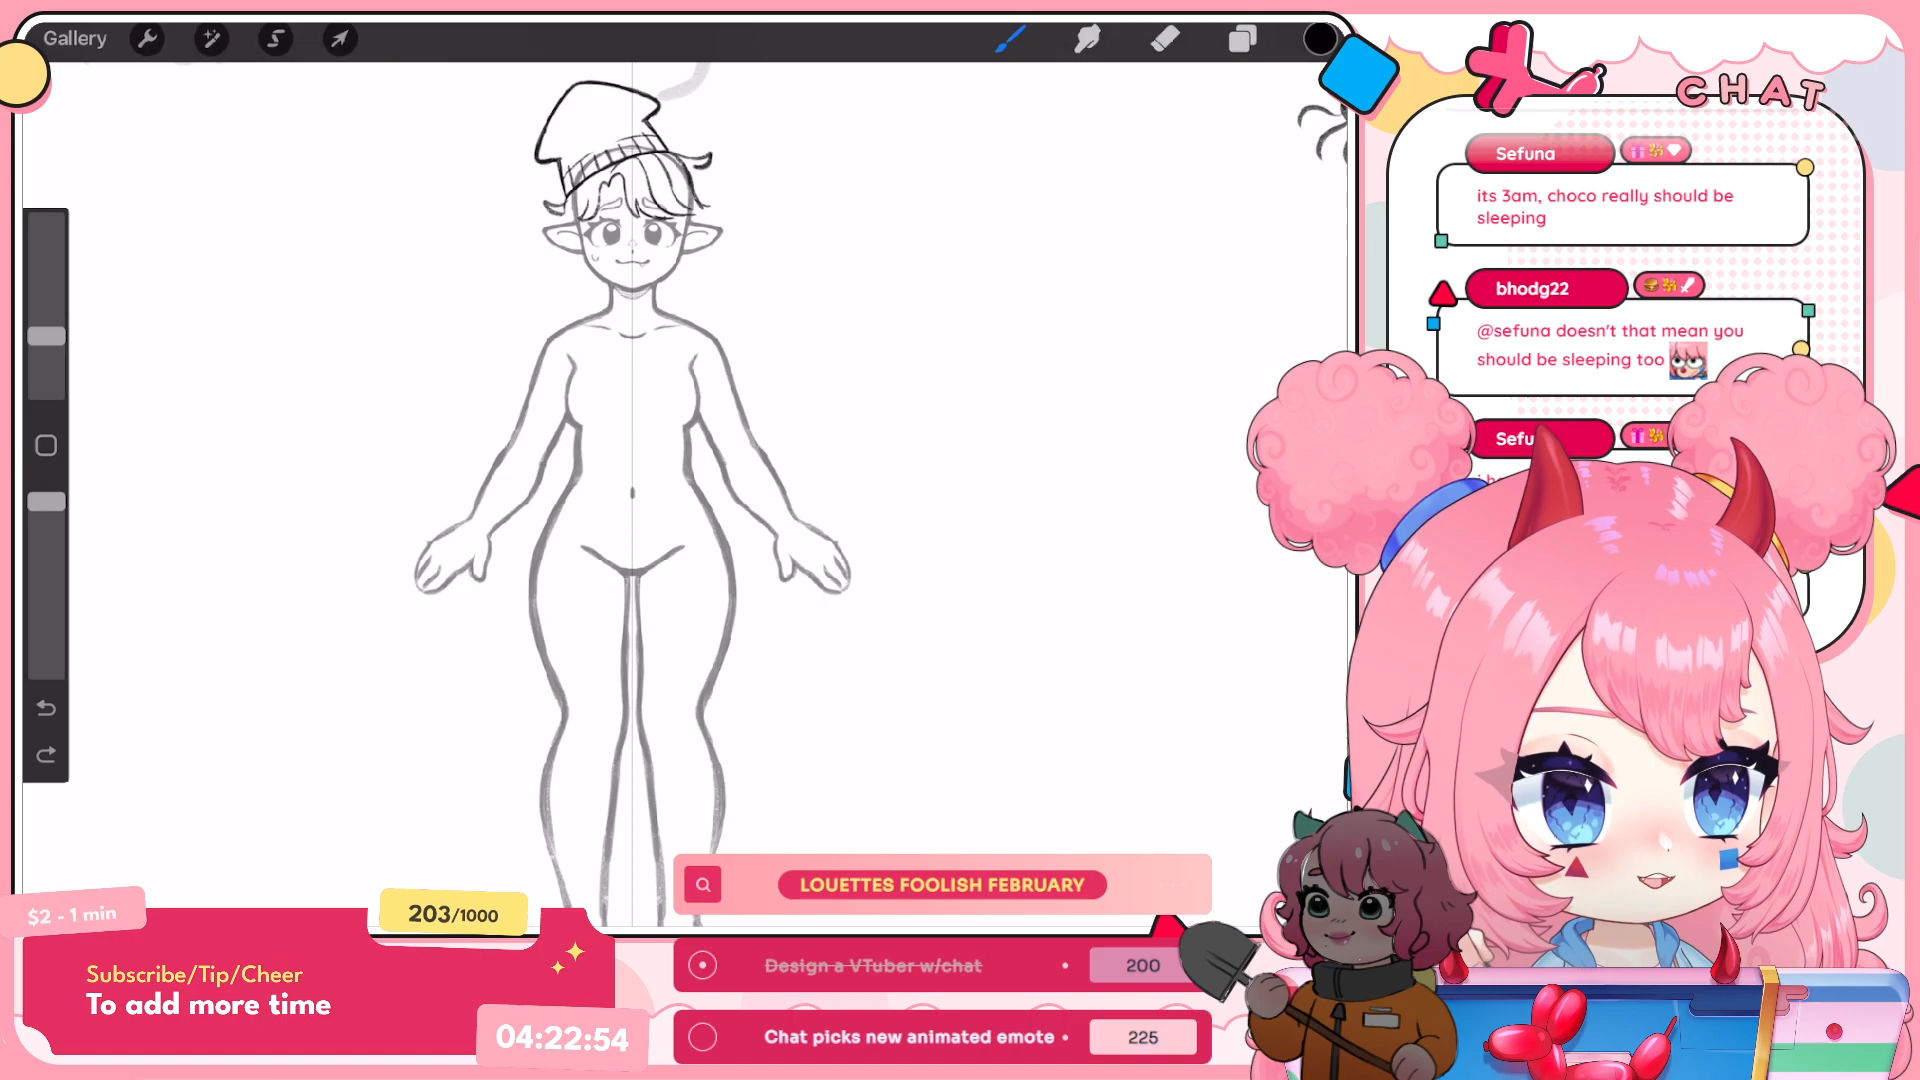 Gallery
CHAT
Sefuna
its 3am, choco really should be
sleeping
bhodg22
@sefuna doesn't that mean you
should be sleeping too
LOUETTES FOOLISH FEBRUARY
$2 - 1 min
203/1000
Subscribe/Tip/Cheer
To add more time
04:22:54
Design a VTuber w/chat • 200
Chat picks new animated emote • 225